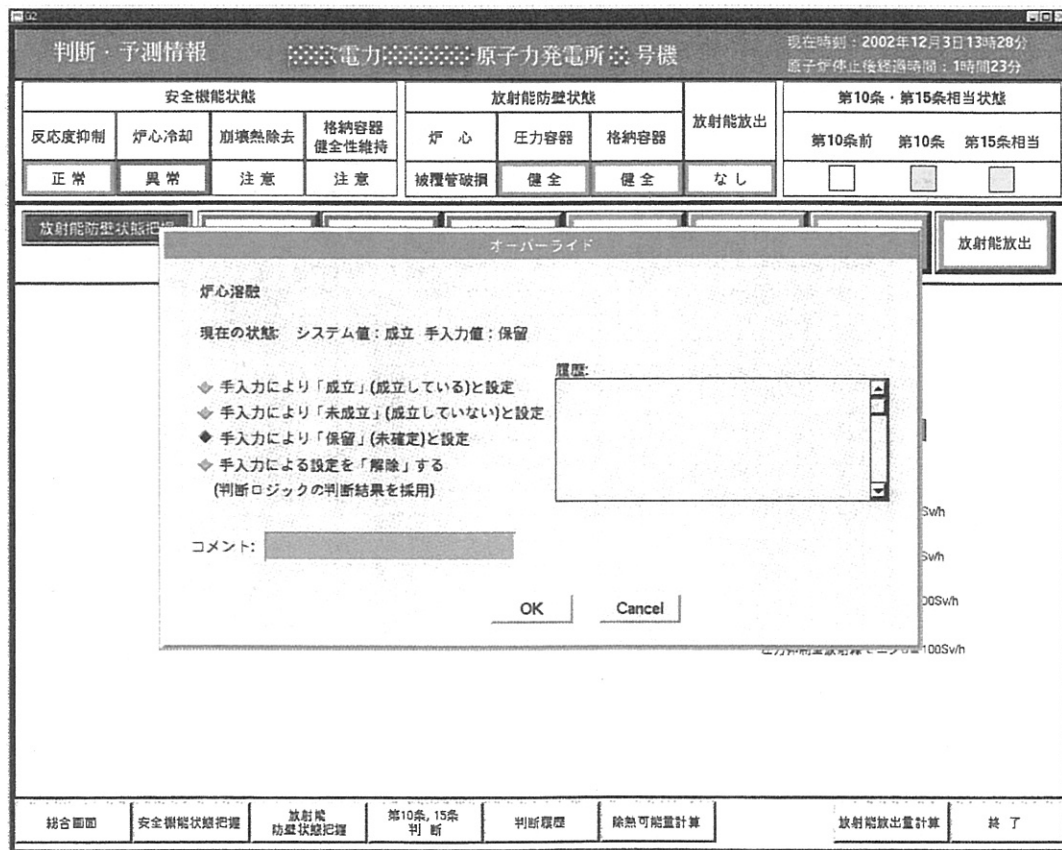 G2
判断・予測情報
電力 原子力発電所 号機
現在時刻:2002年12月3日13時28分
原子炉停止後経過時間:1時間23分
安全機能状態
放射能防壁状態
放射能放出
第10条・第15条相当状態
反応度抑制 炉心冷却 崩壊熱除去 格納容器健全性維持
炉 心 圧力容器 格納容器
第10条前 第10条 第15条相当
正 常 異 常 注 意 注 意
被覆管破損 健 全 健 全 な し
放射能防壁状態把握
放射能放出
オーバーライド
炉心溶融
現在の状態: システム値:成立 手入力値:保留
履歴:
手入力により「成立」(成立している)と設定
手入力により「未成立」(成立していない)と設定
手入力により「保留」(未確定)と設定
手入力による設定を「解除」する
(判断ロジックの判断結果を採用)
コメント:
OK Cancel
Sv/h
Sv/h
00Sv/h
100Sv/h
総合画面 安全機能状態把握 放射能防壁状態把握 第10条,15条判 断 判断履歴 除熱可能量計算 放射能放出量計算 終 了